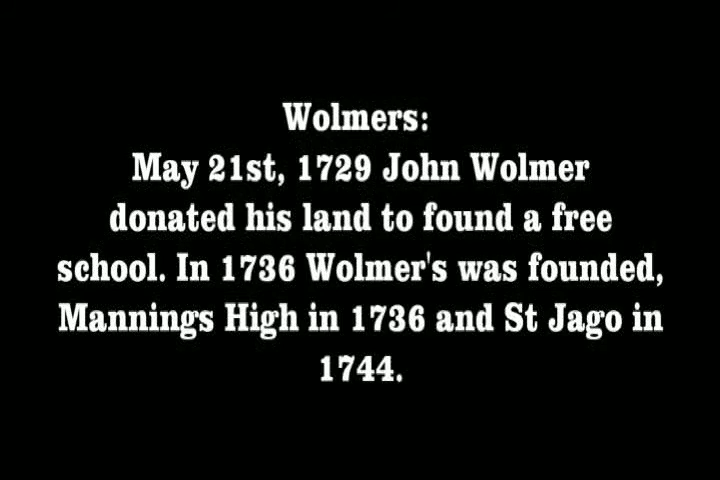 Wolmers:
May 21st, 1729 John Wolmer
donated his land to found a free
school. In 1736 Wolmer's was founded,
Mannings High in 1736 and St Jago in
1744.